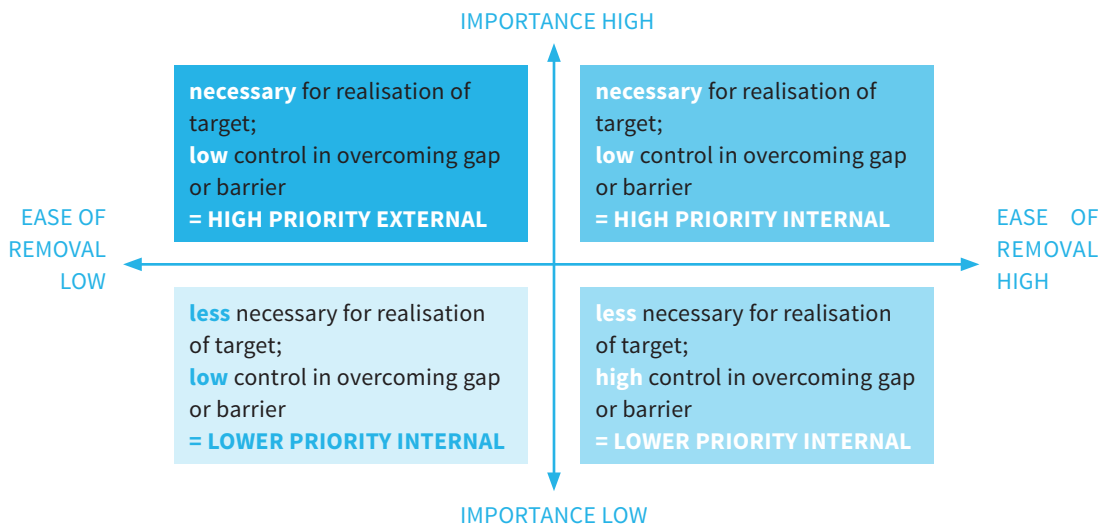 IMPORTANCE HIGH
necessary for realisation of
target;
low control in overcoming gap
or barrier
= HIGH PRIORITY EXTERNAL
necessary for realisation of
target;
low control in overcoming gap
or barrier
= HIGH PRIORITY INTERNAL
EASE OF
REMOVAL
LOW
EASE OF
REMOVAL
HIGH
less necessary for realisation
of target;
low control in overcoming gap
or barrier
= LOWER PRIORITY INTERNAL
less necessary for realisation
of target;
high control in overcoming gap
or barrier
= LOWER PRIORITY INTERNAL
IMPORTANCE LOW